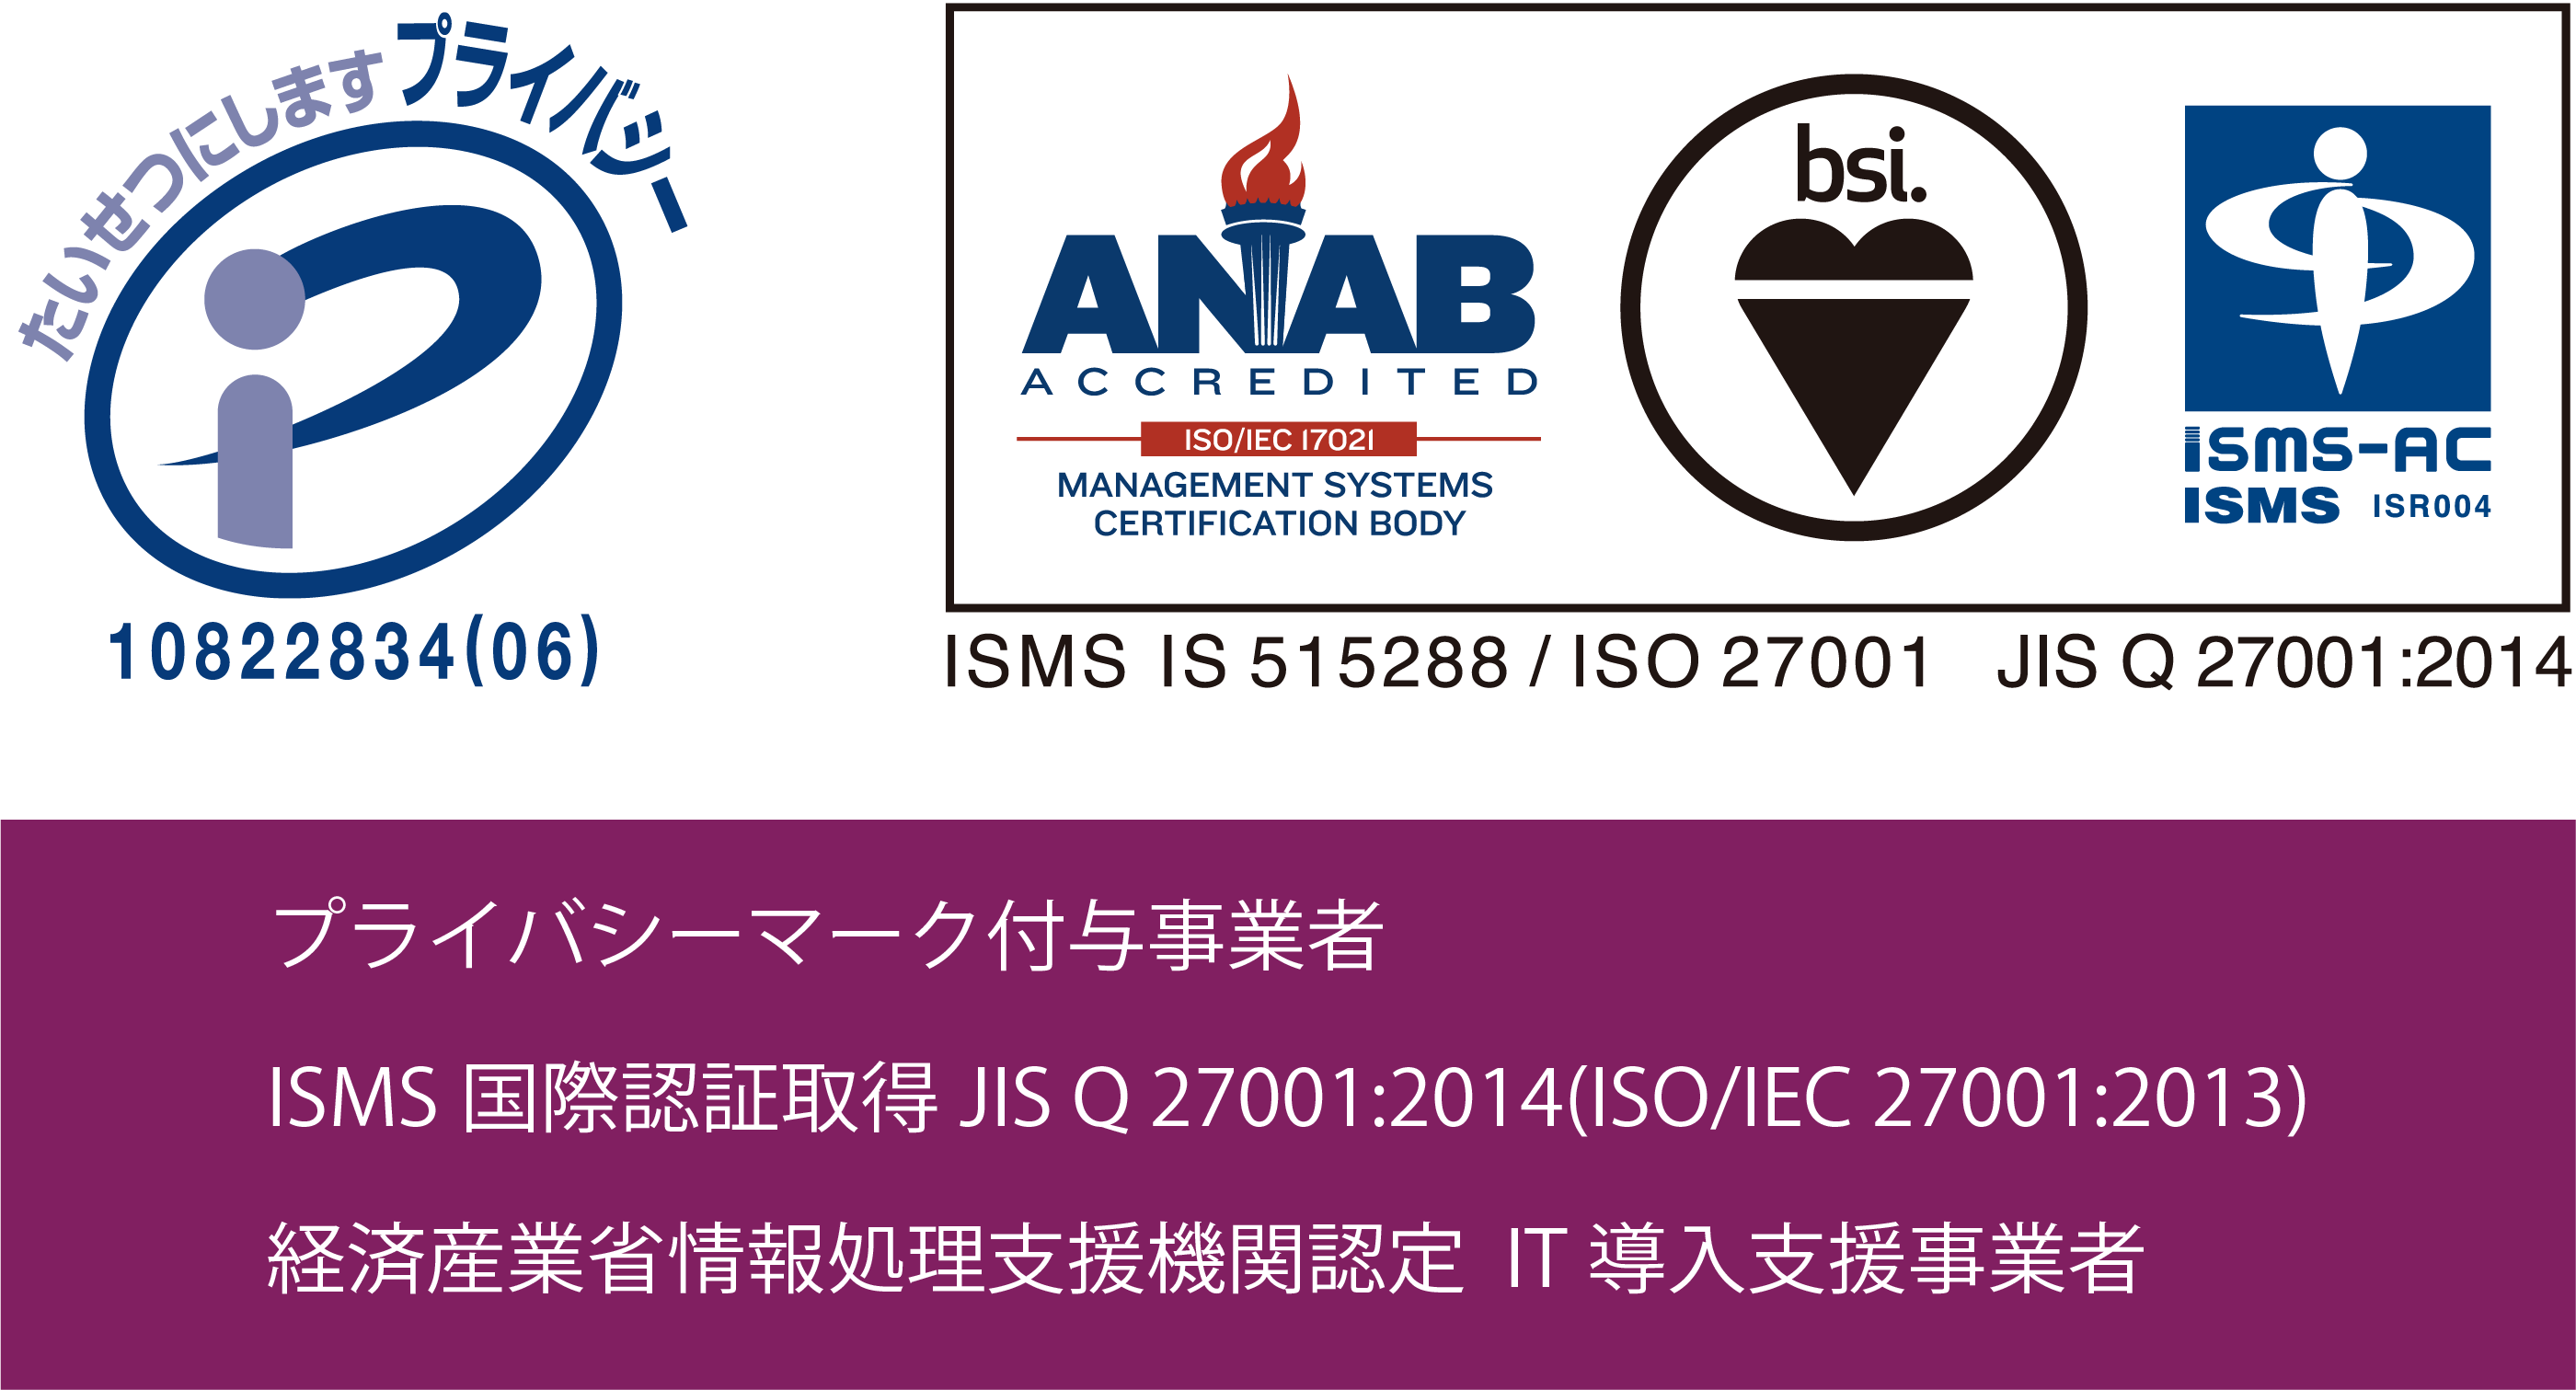 たいせつにしますプライバシー
10822834(06)
ANAB
ACCREDITED
ISO/IEC 17021
MANAGEMENT SYSTEMS
CERTIFICATION BODY
bsi.
ISMS-AC
ISMS ISR004
ISMS IS 515288 / ISO 27001 JIS Q 27001:2014
プライバシーマーク付与事業者
ISMS 国際認証取得 JIS Q 27001:2014(ISO/IEC 27001:2013)
経済産業省情報処理支援機関認定 IT 導入支援事業者